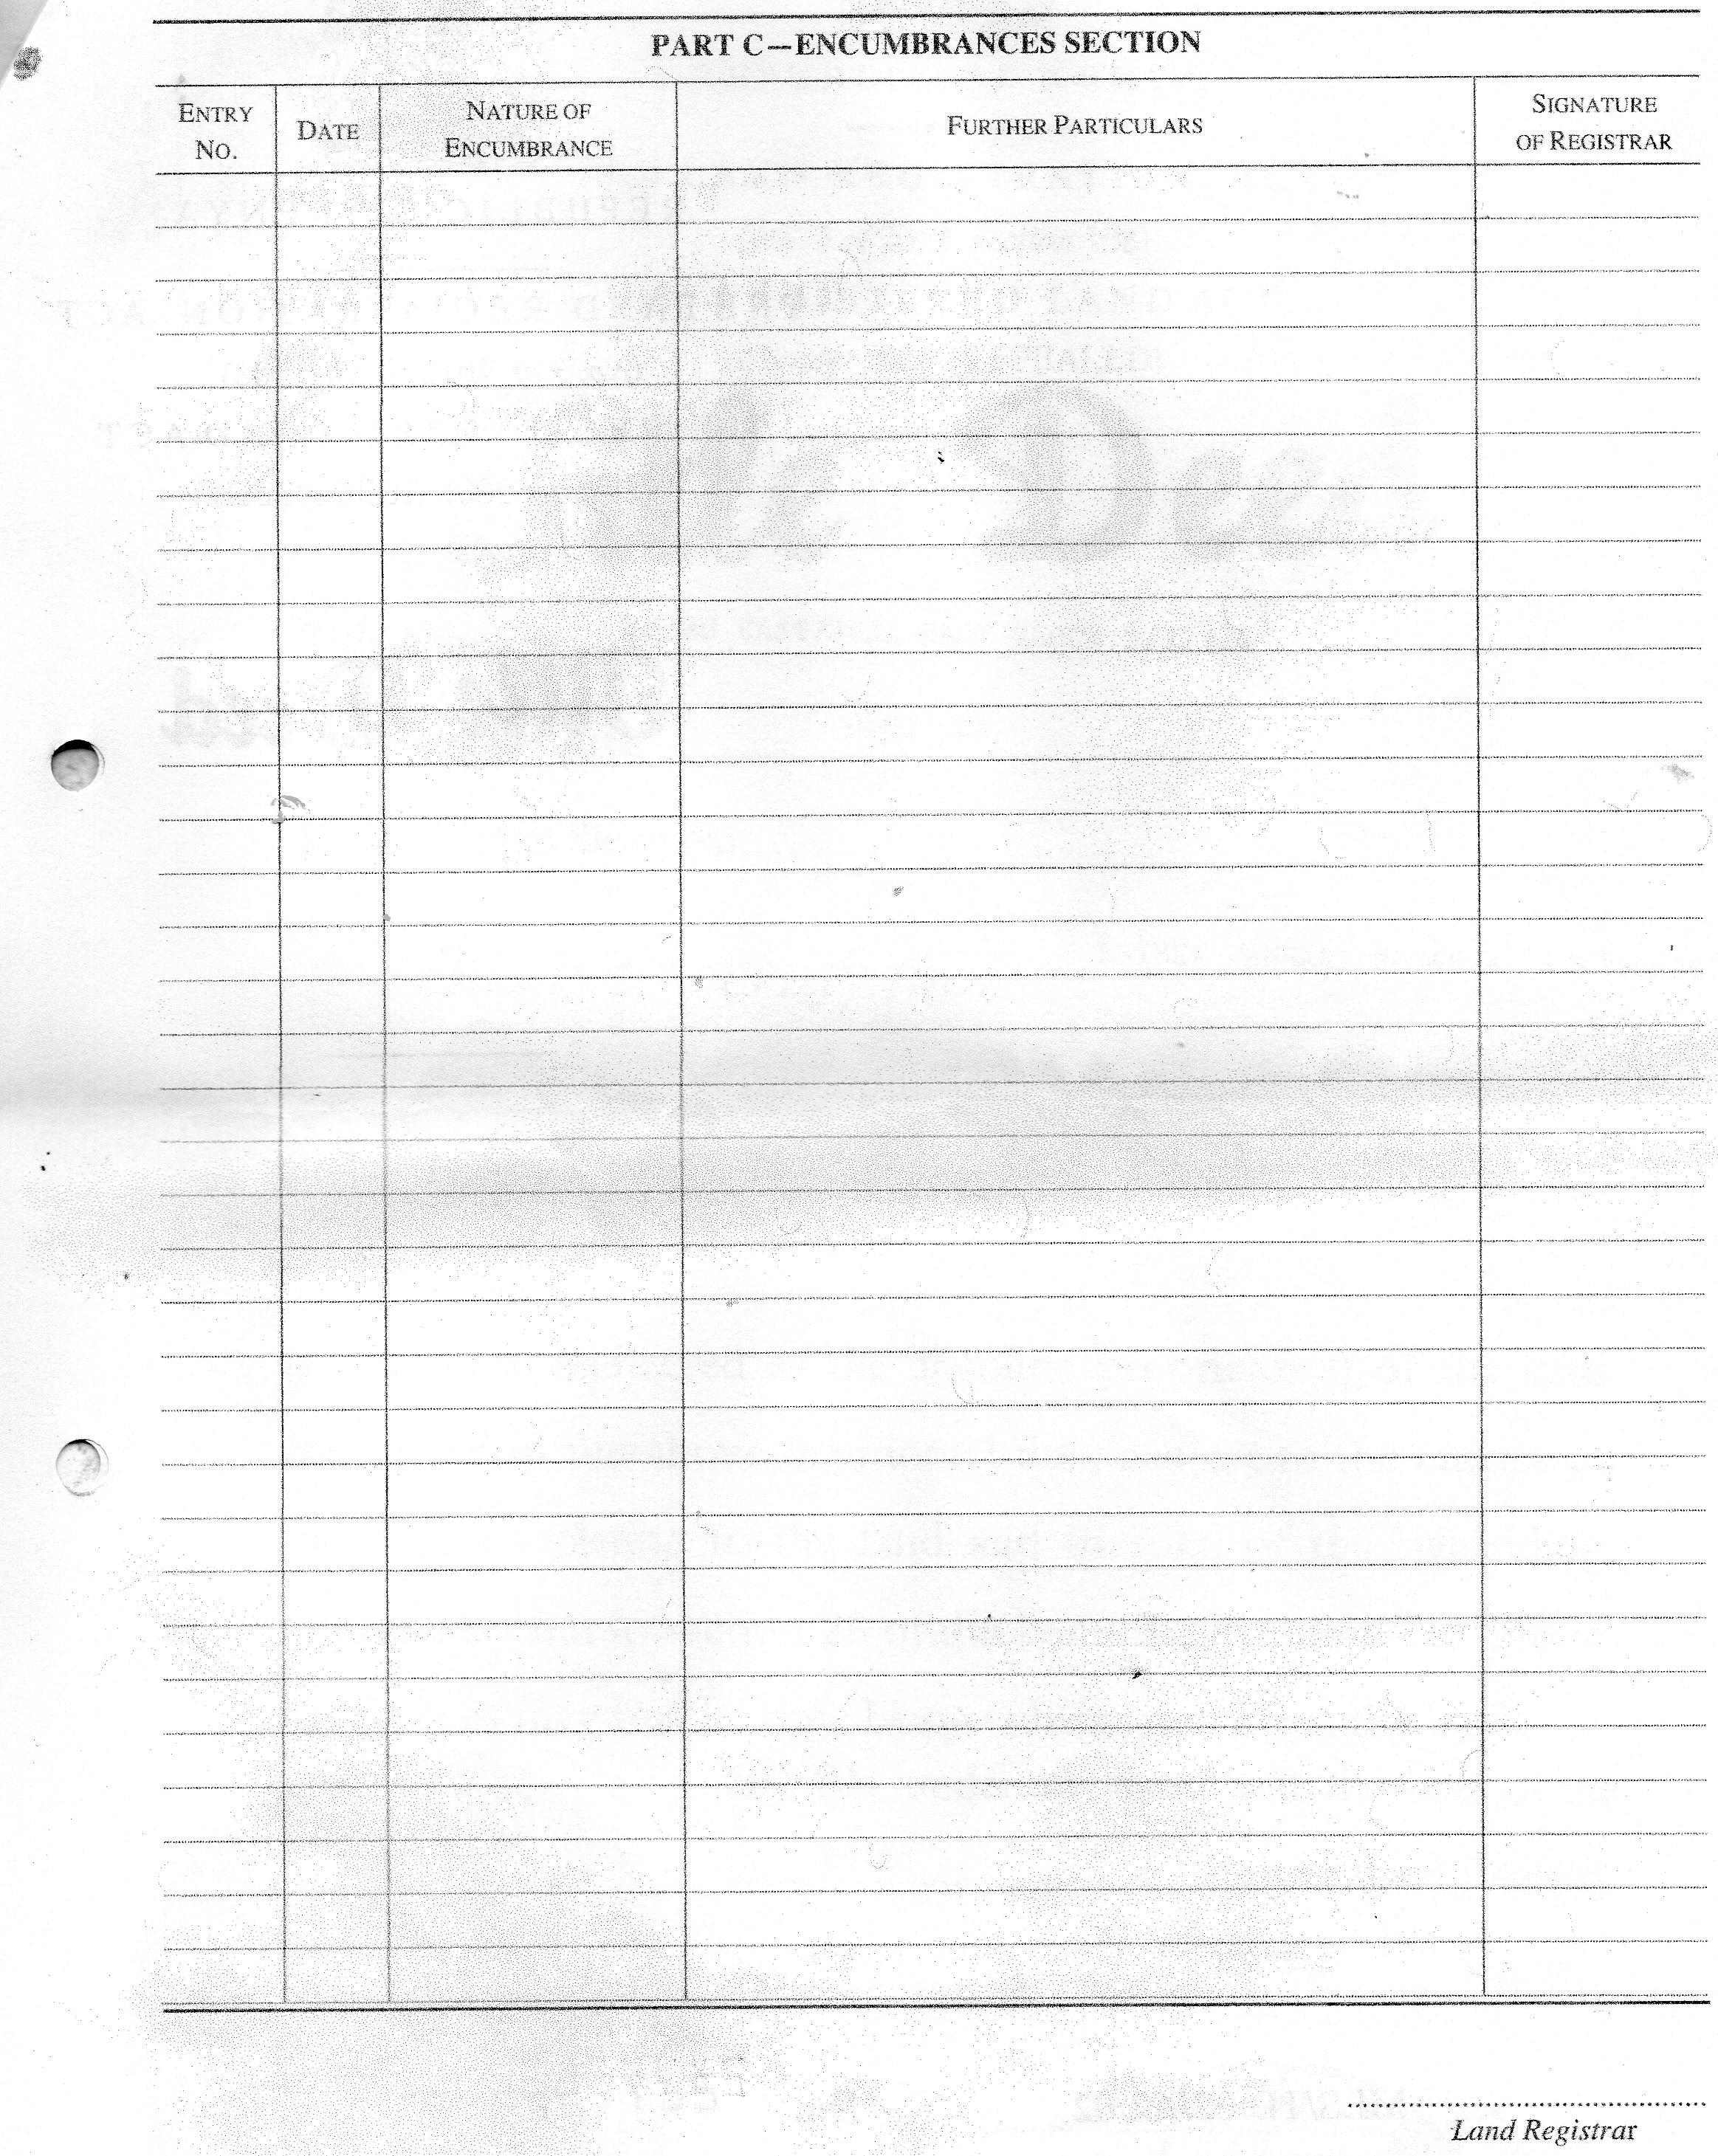 PART C—ENCUMBRANCES SECTION
ENTRY No.
DATE
NATURE OF ENCUMBRANCE
FURTHER PARTICULARS
SIGNATURE OF REGISTRAR
Land Registrar